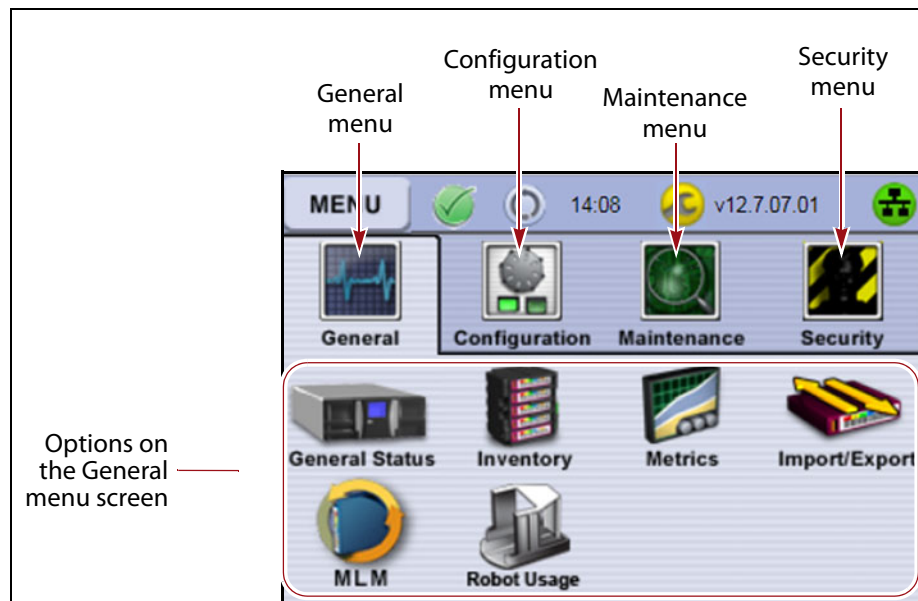 Configuration
menu
Security
menu
General
menu
Maintenance
menu
MENU
14:08
v12.7.07.01
General
Configuration
Maintenance
Security
Options on
the General
menu screen
General Status
Inventory
Metrics
Import/Export
MLM
Robot Usage